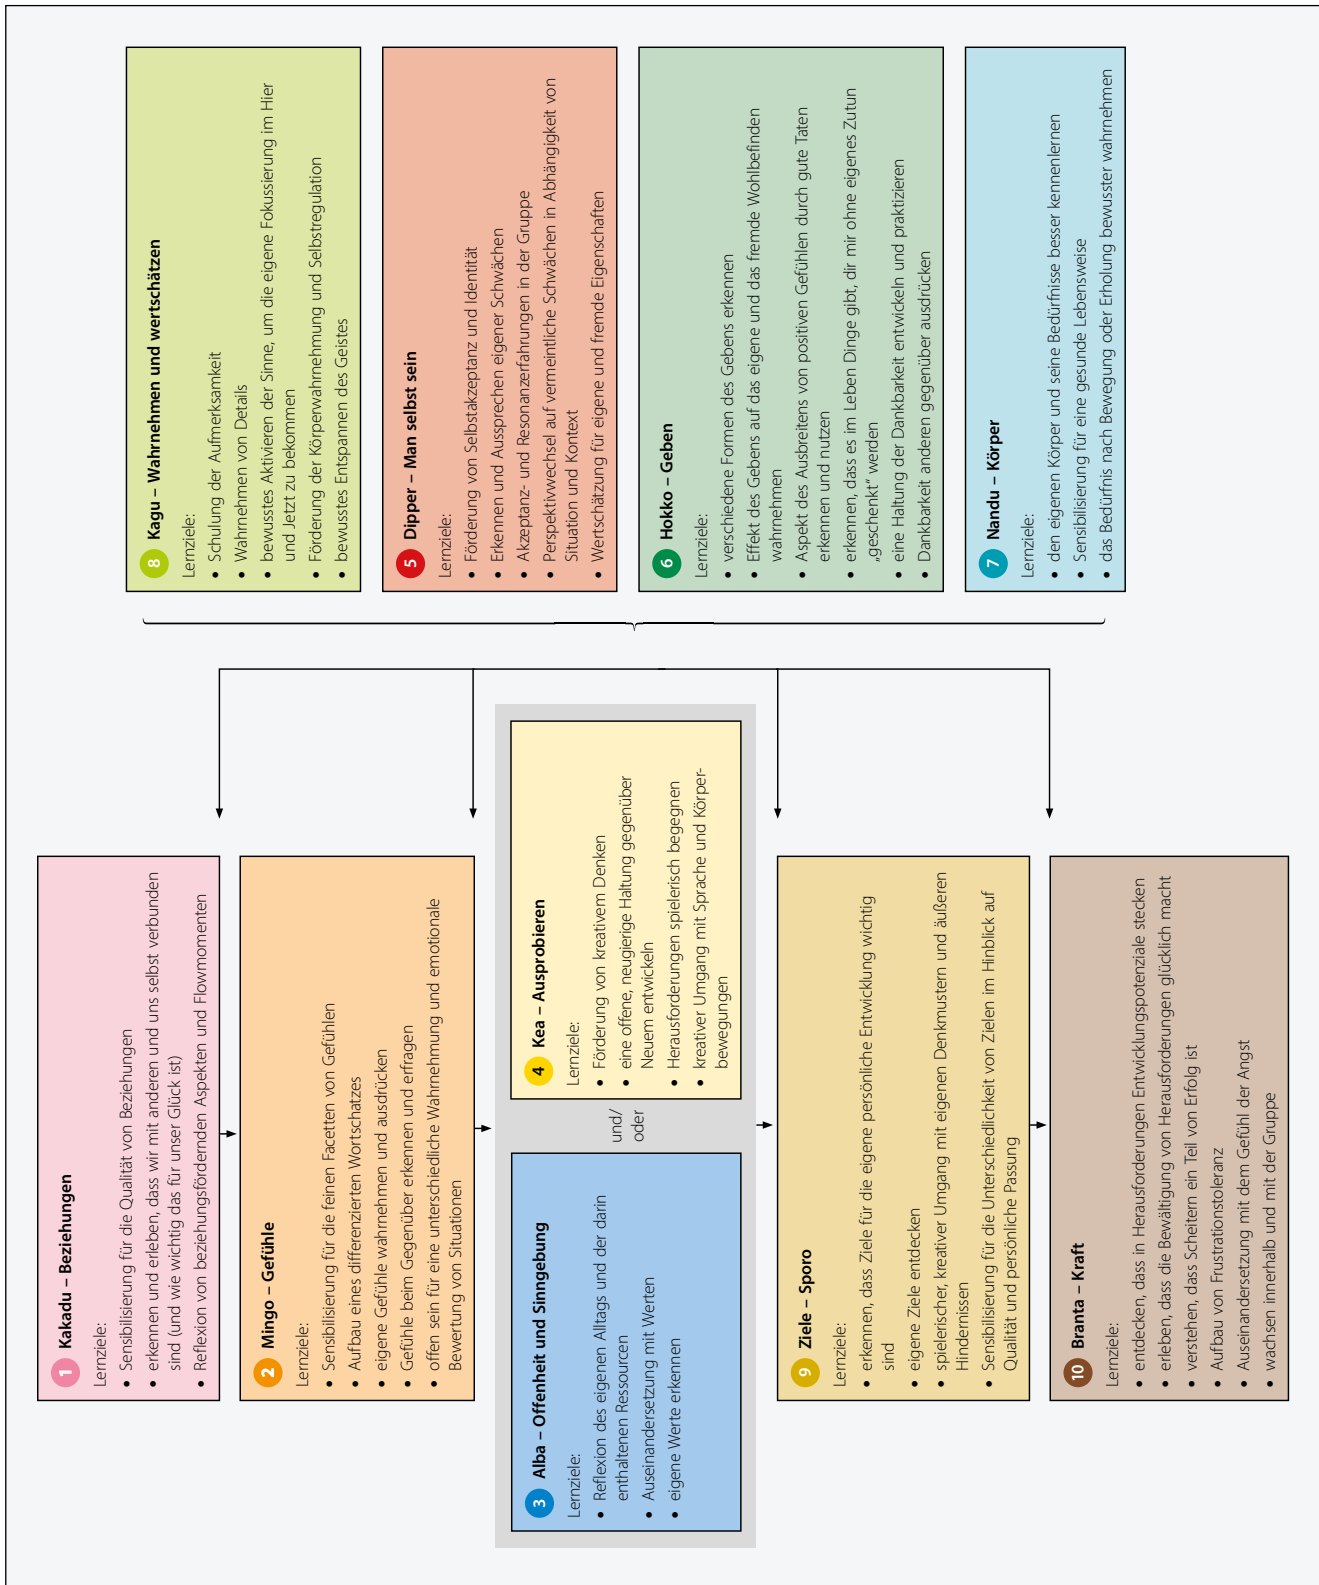 1 Kakadu – Beziehungen
Lernziele:
• Sensibilisierung für die Qualität von Beziehungen
• erkennen und erleben, dass wir mit anderen und uns selbst verbunden
sind (und wie wichtig das für unser Glück ist)
• Reflexion von beziehungsfördernden Aspekten und Flowmomenten
2 Mingo – Gefühle
Lernziele:
• Sensibilisierung für die feinen Facetten von Gefühlen
• Aufbau eines differenzierten Wortschatzes
• eigene Gefühle wahrnehmen und ausdrücken
• Gefühle beim Gegenüber erkennen und erfragen
• offen sein für eine unterschiedliche Wahrnehmung und emotionale
Bewertung von Situationen
3 Alba – Offenheit und Sinngebung
Lernziele:
• Reflexion des eigenen Alltags und der darin
enthaltenen Ressourcen
• Auseinandersetzung mit Werten
• eigene Werte erkennen
und/
oder
4 Kea – Ausprobieren
Lernziele:
• Förderung von kreativem Denken
• eine offene, neugierige Haltung gegenüber
Neuem entwickeln
• Herausforderungen spielerisch begegnen
• kreativer Umgang mit Sprache und Körper-
bewegungen
9 Ziele – Sporo
Lernziele:
• erkennen, dass Ziele für die eigene persönliche Entwicklung wichtig
sind
• eigene Ziele entdecken
• spielerischer, kreativer Umgang mit eigenen Denkmustern und äußeren
Hindernissen
• Sensibilisierung für die Unterschiedlichkeit von Zielen im Hinblick auf
Qualität und persönliche Passung
10 Branta – Kraft
Lernziele:
• entdecken, dass in Herausforderungen Entwicklungspotenziale stecken
• erleben, dass die Bewältigung von Herausforderungen glücklich macht
• verstehen, dass Scheitern ein Teil von Erfolg ist
• Aufbau von Frustrationstoleranz
• Auseinandersetzung mit dem Gefühl der Angst
• wachsen innerhalb und mit der Gruppe
8 Kagu – Wahrnehmen und wertschätzen
Lernziele:
• Schulung der Aufmerksamkeit
• Wahrnehmen von Details
• bewusstes Aktivieren der Sinne, um die eigene Fokussierung im Hier
und Jetzt zu bekommen
• Förderung der Körperwahrnehmung und Selbstregulation
• bewusstes Entspannen des Geistes
5 Dipper – Man selbst sein
Lernziele:
• Förderung von Selbstakzeptanz und Identität
• Erkennen und Aussprechen eigener Schwächen
• Akzeptanz- und Resonanzerfahrungen in der Gruppe
• Perspektivwechsel auf vermeintliche Schwächen in Abhängigkeit von
Situation und Kontext
• Wertschätzung für eigene und fremde Eigenschaften
6 Hokko – Geben
Lernziele:
• verschiedene Formen des Gebens erkennen
• Effekt des Gebens auf das eigene und das fremde Wohlbefinden
wahrnehmen
• Aspekt des Ausbreitens von positiven Gefühlen durch gute Taten
erkennen und nutzen
• erkennen, dass es im Leben Dinge gibt, dir mir ohne eigenes Zutun
„geschenkt“ werden
• eine Haltung der Dankbarkeit entwickeln und praktizieren
• Dankbarkeit anderen gegenüber ausdrücken
7 Nandu – Körper
Lernziele:
• den eigenen Körper und seine Bedürfnisse besser kennenlernen
• Sensibilisierung für eine gesunde Lebensweise
• das Bedürfnis nach Bewegung oder Erholung bewusster wahrnehmen